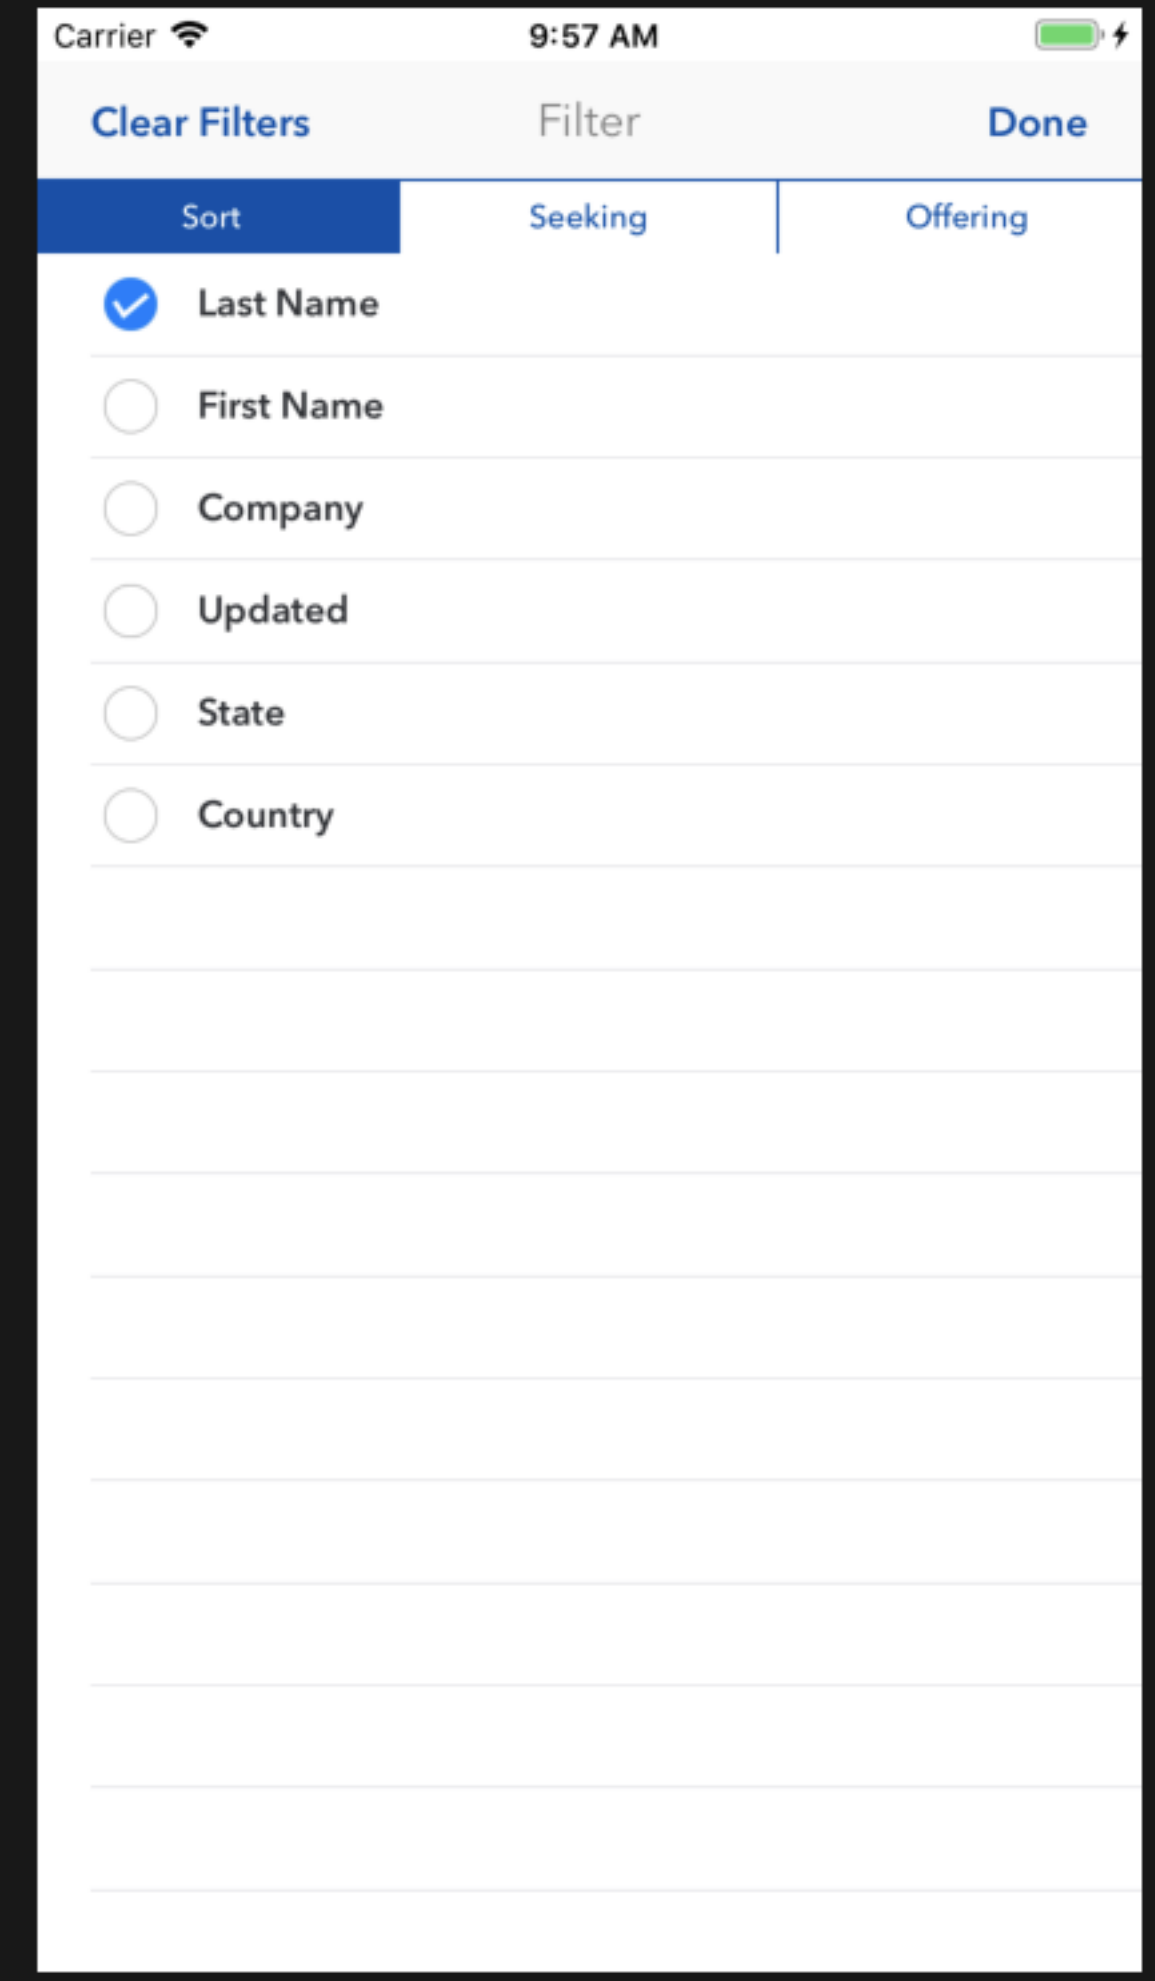 Carrier 9:57 AM
Clear Filters Filter Done
Sort Seeking Offering
Last Name
First Name
Company
Updated
State
Country